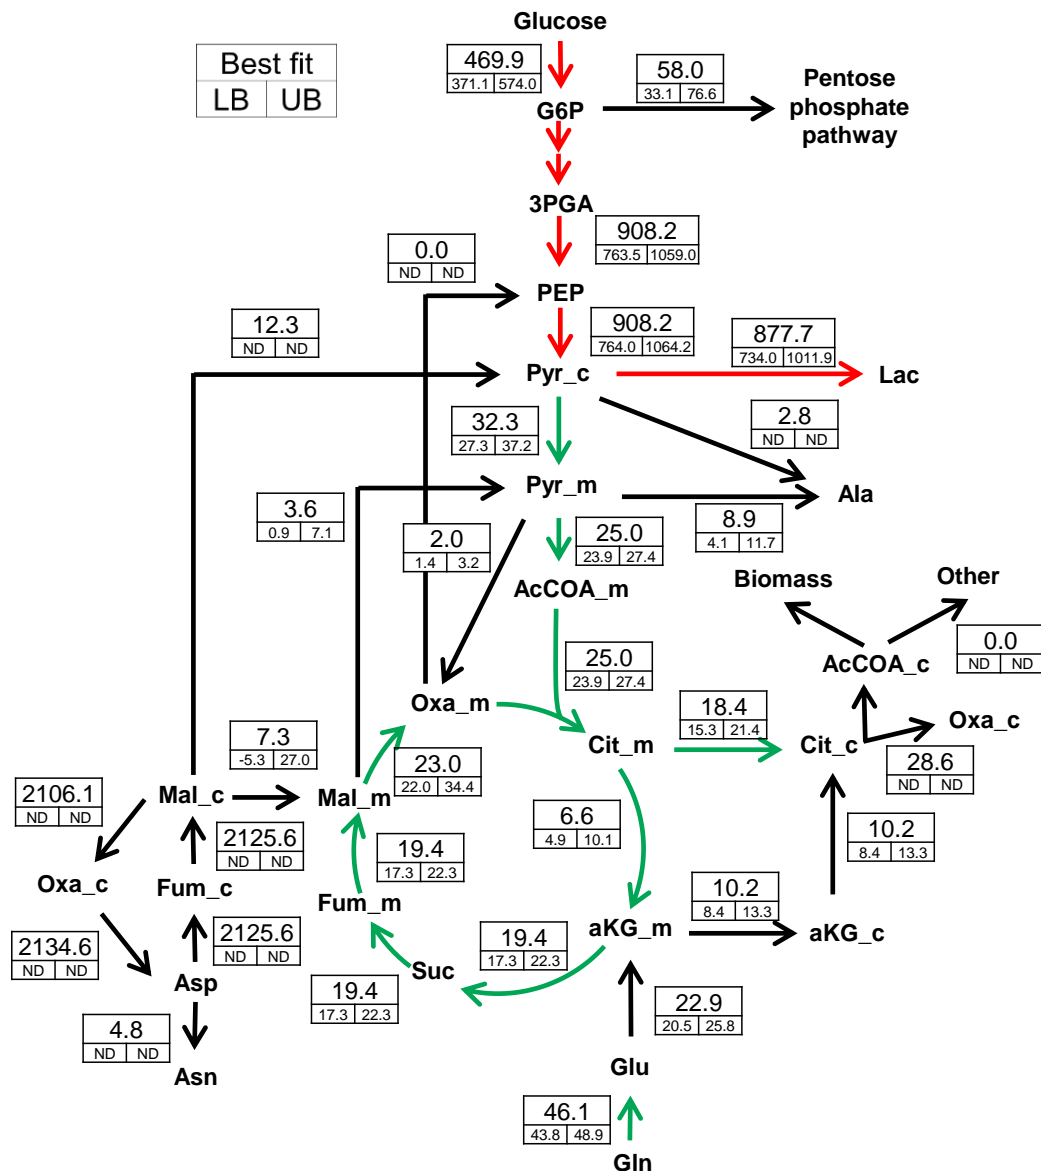 Glucose
Best fit
LB UB
469.9
371.1 574.0
58.0
33.1 76.6
Pentose
phosphate
pathway
G6P
3PGA
908.2
763.5 1059.0
0.0
ND ND
PEP
12.3
ND ND
908.2
764.0 1064.2
877.7
734.0 1011.9
Pyr_c
Lac
32.3
27.3 37.2
2.8
ND ND
Pyr_m
Ala
3.6
0.9 7.1
2.0
1.4 3.2
25.0
23.9 27.4
8.9
4.1 11.7
AcCOA_m
Biomass
Other
25.0
23.9 27.4
0.0
ND ND
AcCOA_c
Oxa_m
18.4
15.3 21.4
Oxa_c
7.3
-5.3 27.0
Cit_m
Cit_c
23.0
22.0 34.4
28.6
ND ND
2106.1
ND ND
Mal_c
Mal_m
6.6
4.9 10.1
10.2
8.4 13.3
2125.6
ND ND
19.4
17.3 22.3
Oxa_c
Fum_c
Fum_m
10.2
8.4 13.3
aKG_m
aKG_c
2134.6
ND ND
2125.6
ND ND
19.4
17.3 22.3
Suc
Asp
19.4
17.3 22.3
22.9
20.5 25.8
4.8
ND ND
Asn
Glu
46.1
43.8 48.9
Gln